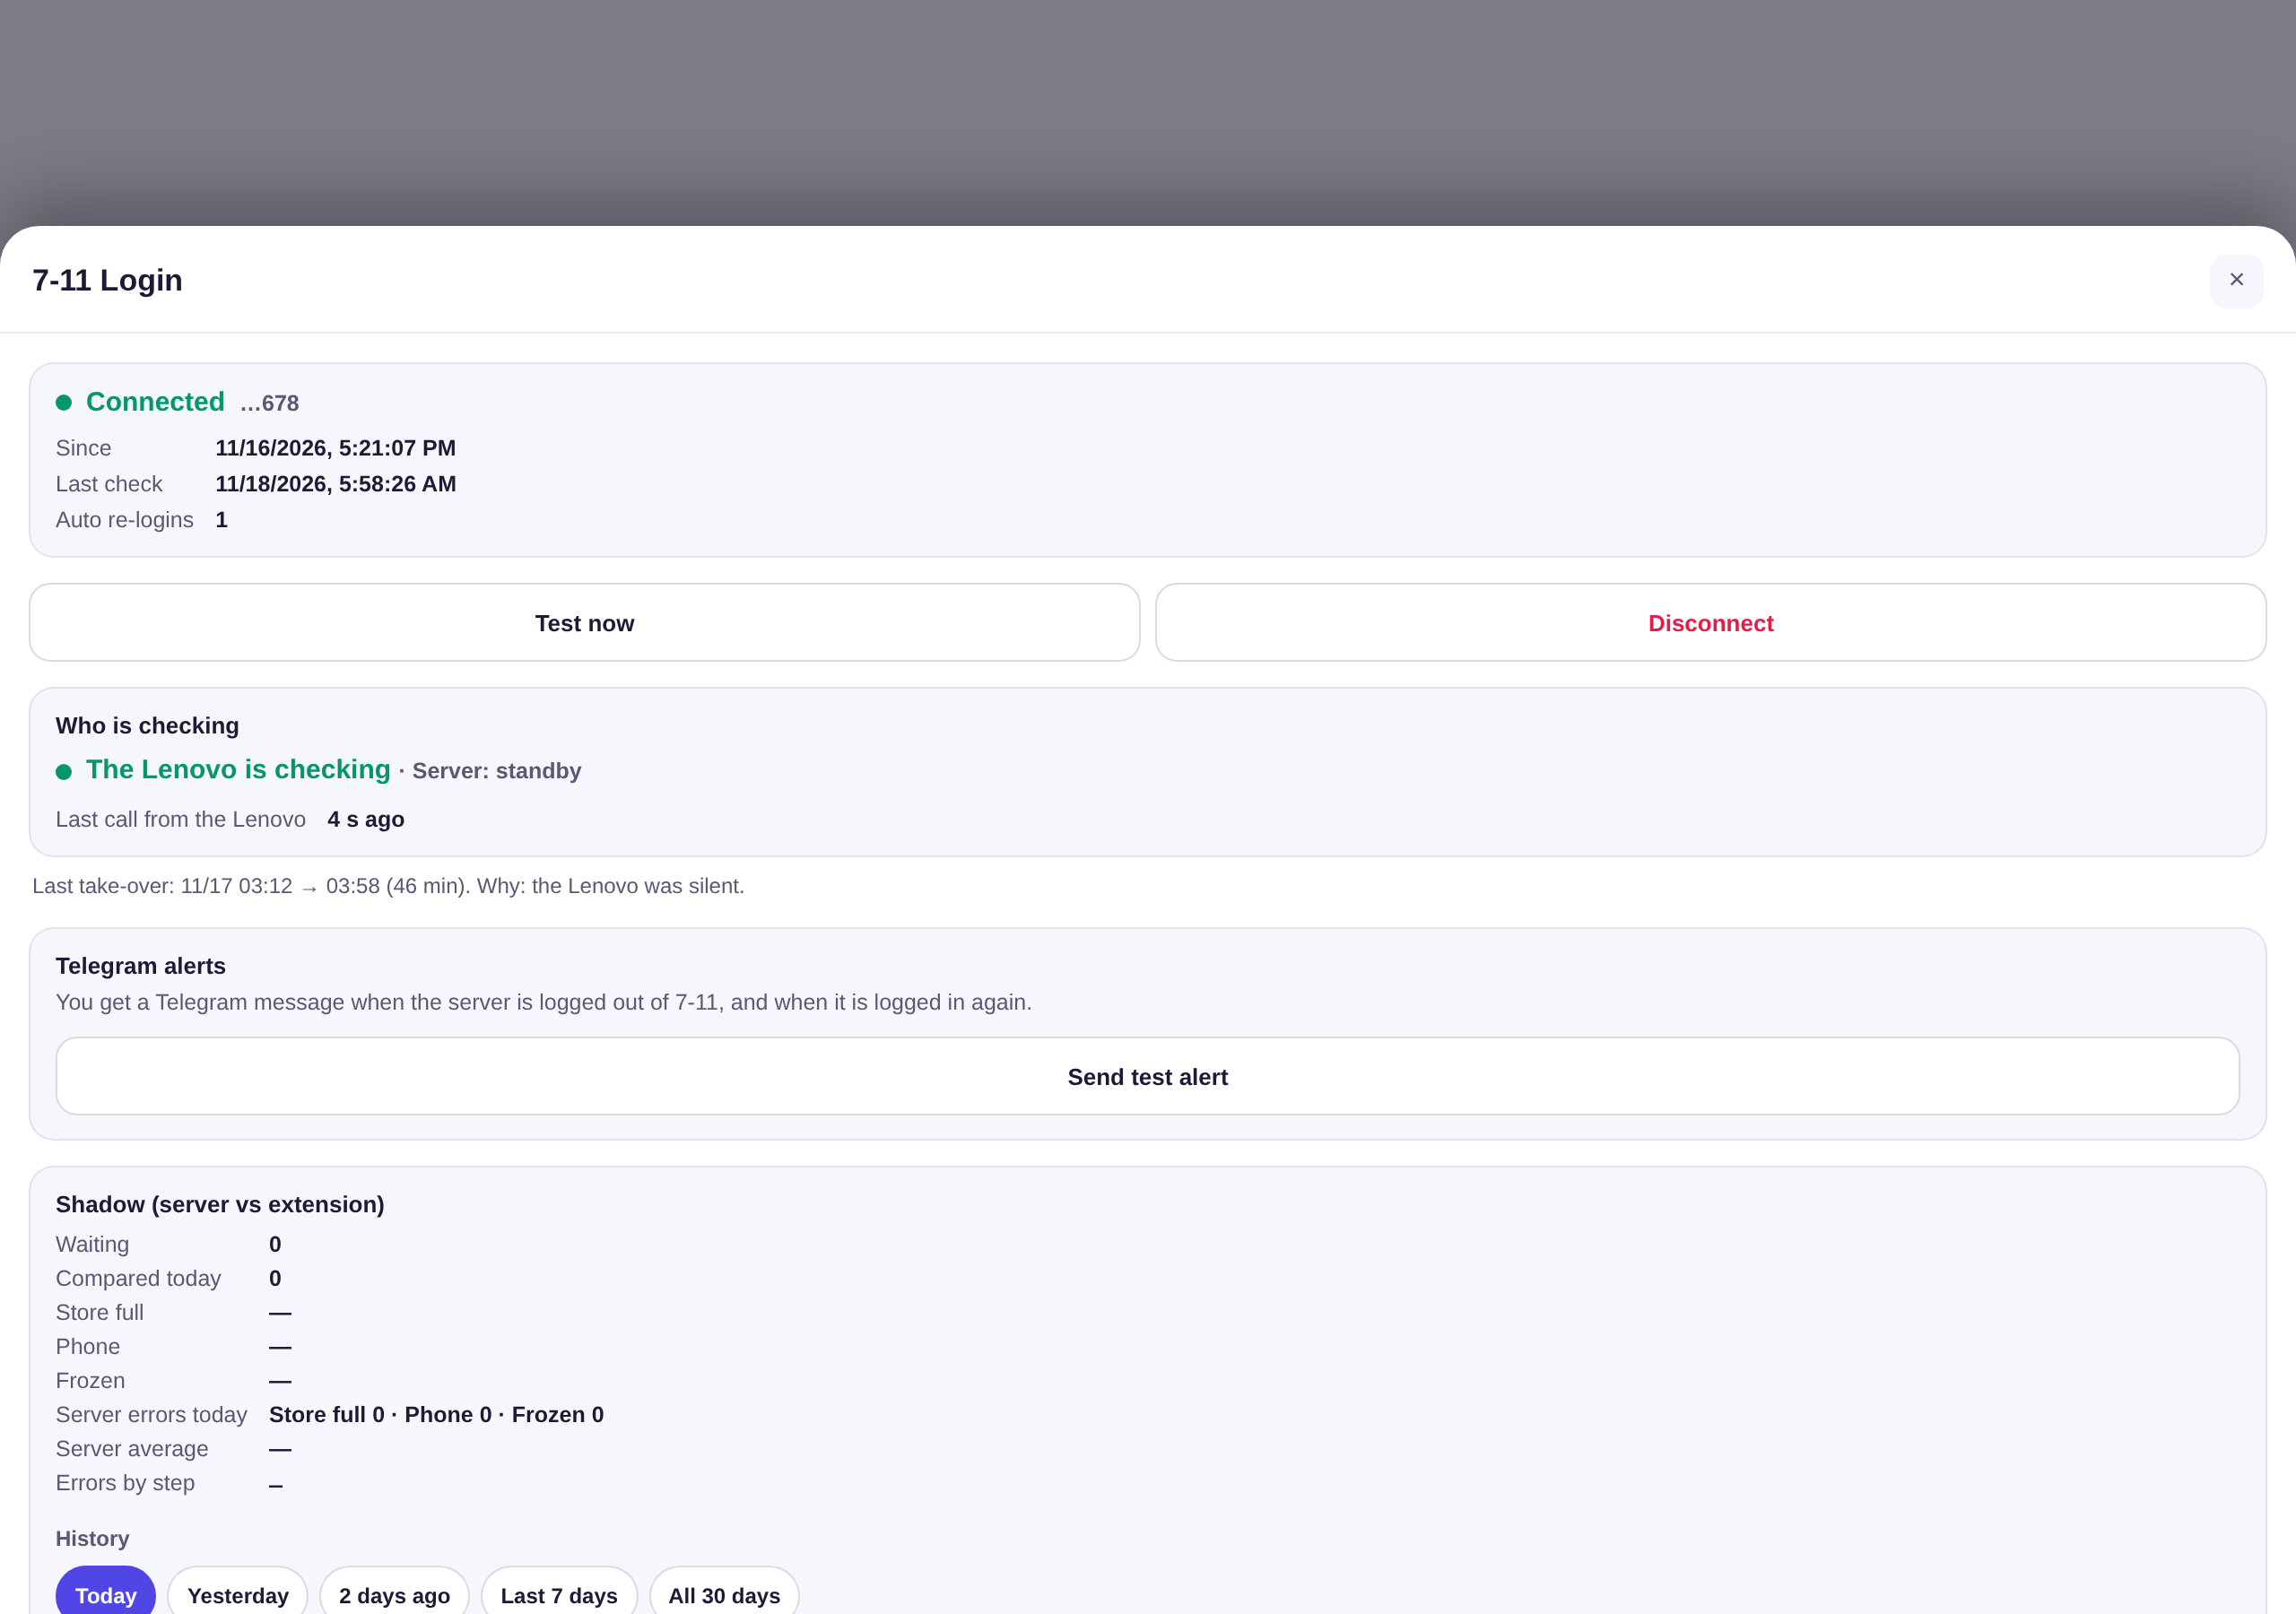 7-11 Login
×
Connected …678
Since 11/16/2026, 5:21:07 PM
Last check 11/18/2026, 5:58:26 AM
Auto re-logins 1
Test now
Disconnect
Who is checking
The Lenovo is checking · Server: standby
Last call from the Lenovo 4 s ago
Last take-over: 11/17 03:12 → 03:58 (46 min). Why: the Lenovo was silent.
Telegram alerts
You get a Telegram message when the server is logged out of 7-11, and when it is logged in again.
Send test alert
Shadow (server vs extension)
Waiting 0
Compared today 0
Store full —
Phone —
Frozen —
Server errors today Store full 0 · Phone 0 · Frozen 0
Server average —
Errors by step –
History
Today Yesterday 2 days ago Last 7 days All 30 days